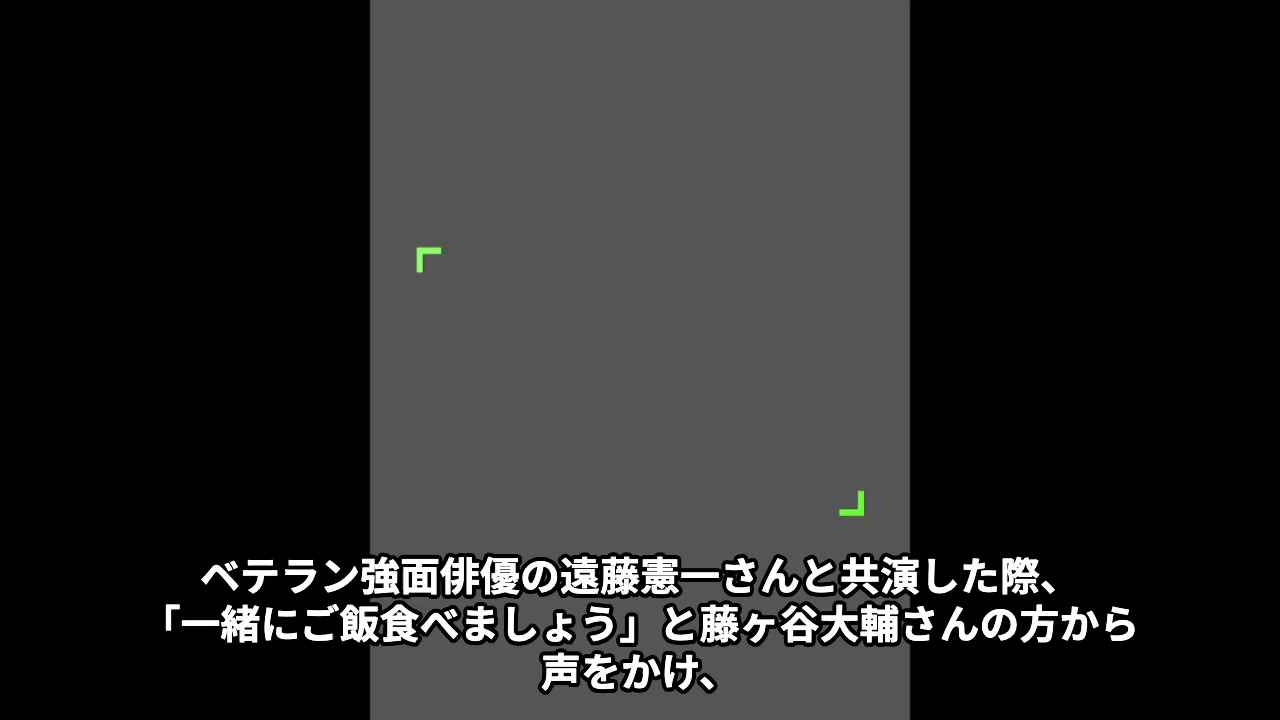 ベテラン強面俳優の遠藤憲一さんと共演した際、
「一緒にご飯食べましょう」と藤ヶ谷大輔さんの方から
声をかけ、